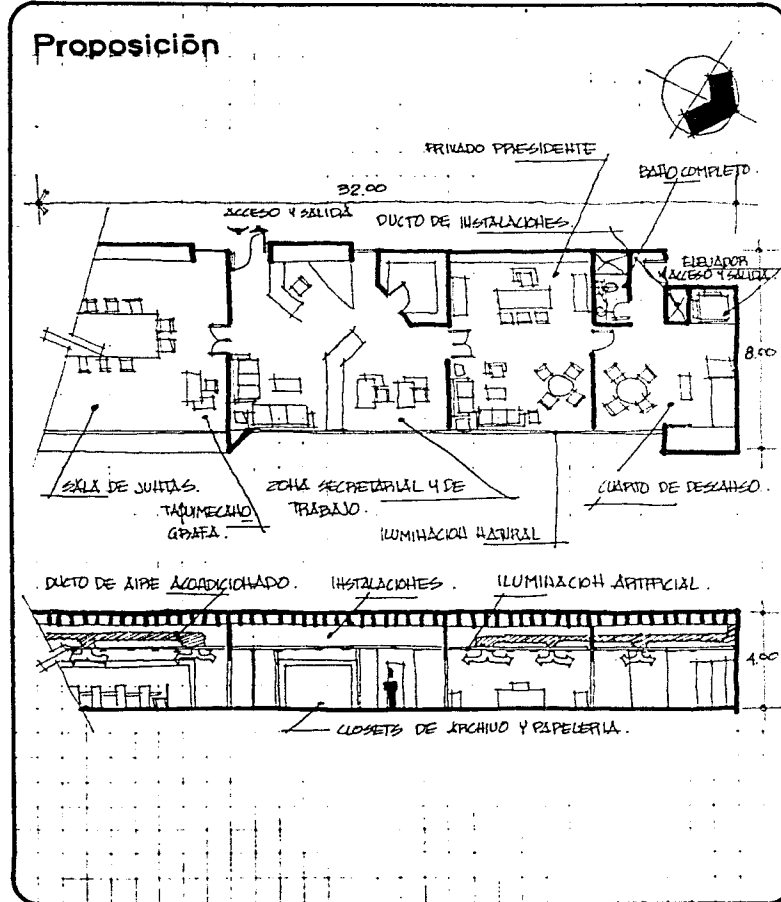 Proposición
PRIVADO PRESIDENTE
BAÑO COMPLETO.
32.00
ACCESO Y SALIDA
DUCTO DE INSTALACIONES.
ELEVADOR
ACCESO Y SALIDA
8.00
SALA DE JUNTAS.
ZONA SECRETARIAL Y DE
TRABAJO.
CUARTO DE DESCANSO.
TAQUIMECANO
GRAFA.
ILUMINACION NATURAL
DUCTO DE AIRE ACONDICIONADO.
INSTALACIONES.
ILUMINACION ARTIFICIAL.
4.00
CLOSETS DE ARCHIVO Y PAPELERIA.